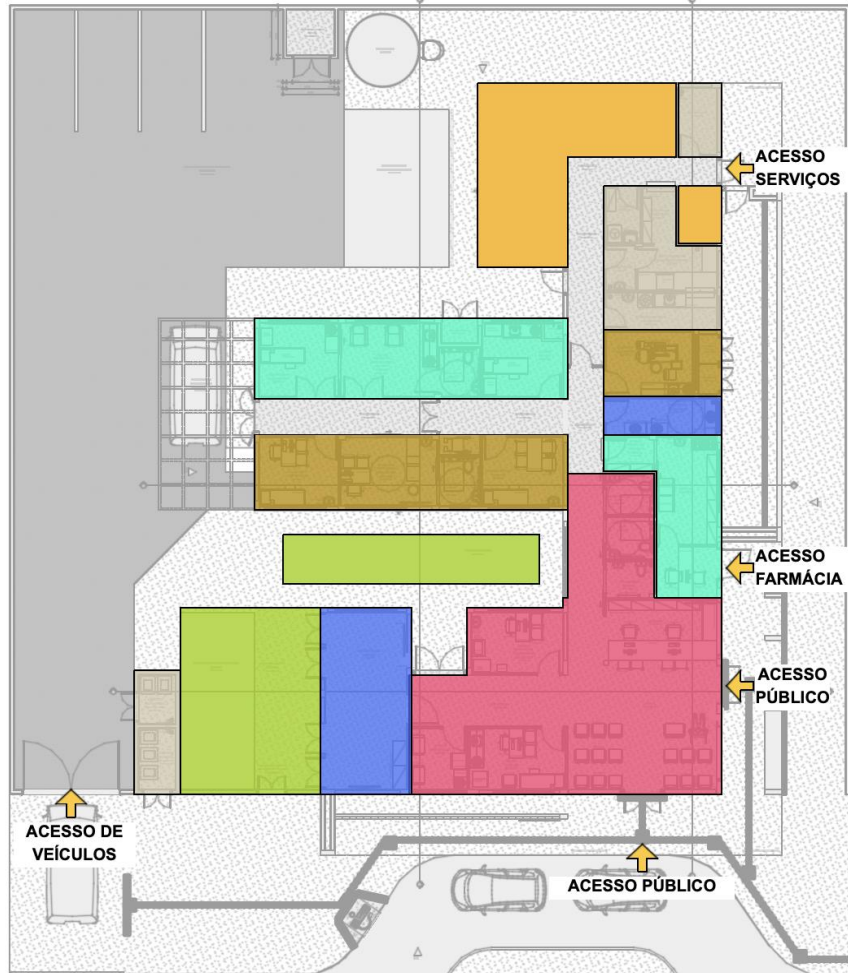 ACESSO
SERVIÇOS
ACESSO
FARMÁCIA
ACESSO
PÚBLICO
ACESSO DE
VEÍCULOS
ACESSO PÚBLICO